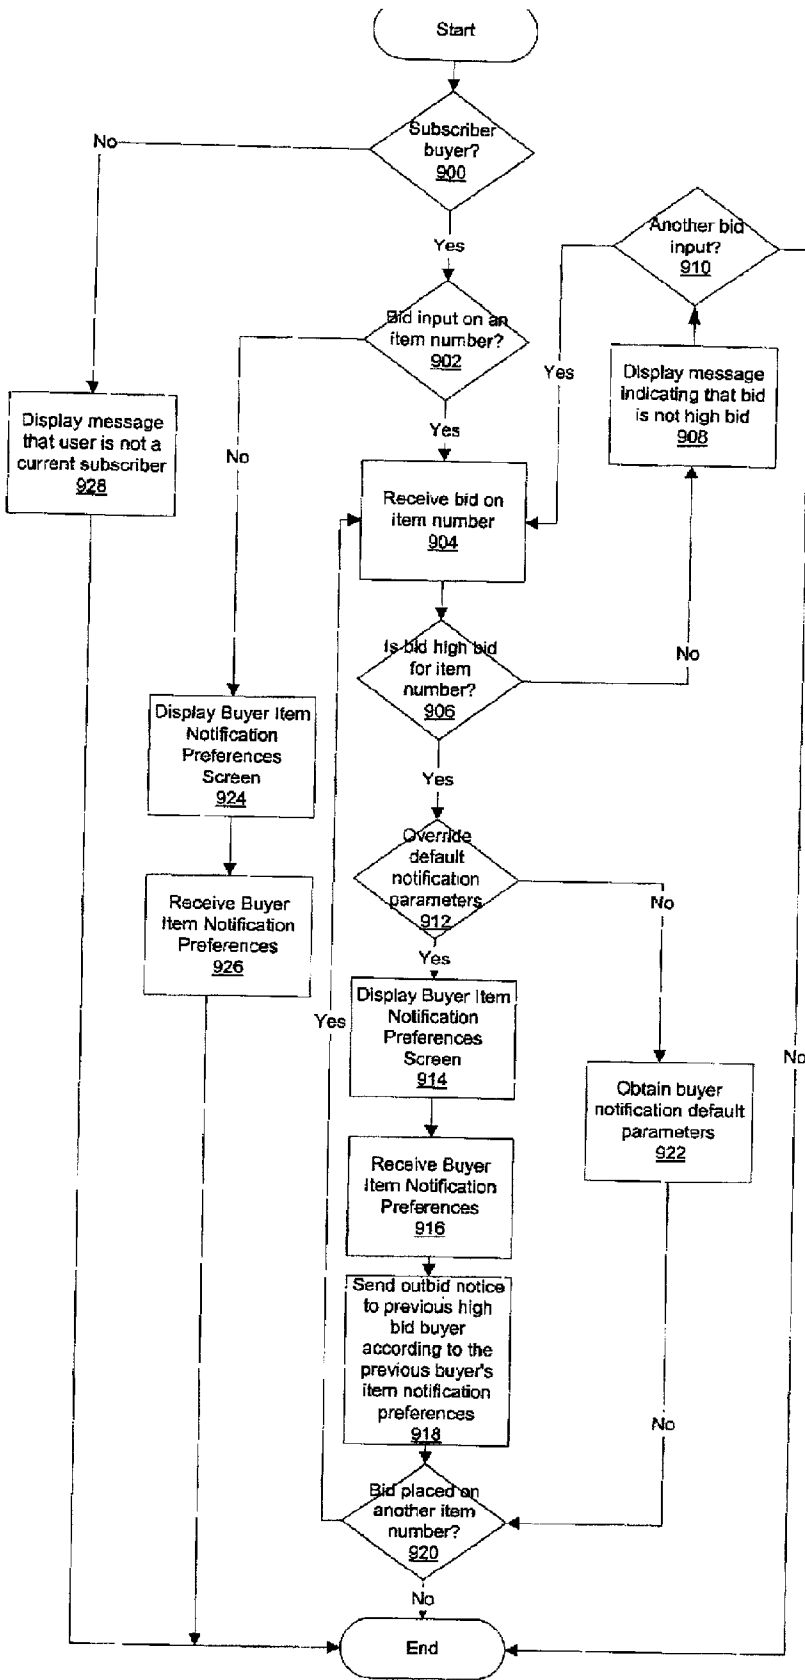 Start
Subscriber
buyer?
900
No
Yes
Another bid
input?
910
Bid input on an
item number?
902
Yes
Display message
indicating that bid
is not high bid
908
Display message
that user is not a
current subscriber
928
No
Yes
Receive bid on
item number
904
Is bid high bid
for item
number?
906
No
Display Buyer Item
Notification
Preferences
Screen
924
Yes
Override
default
notification
parameters
912
No
Receive Buyer
Item Notification
Preferences
926
Yes
Display Buyer Item
Notification
Preferences
Screen
914
Yes
No
Obtain buyer
notification default
parameters
922
Receive Buyer
Item Notification
Preferences
916
Send outbid notice
to previous high
bid buyer
according to the
previous buyer's
item notification
preferences
918
No
Bid placed on
another item
number?
920
No
End